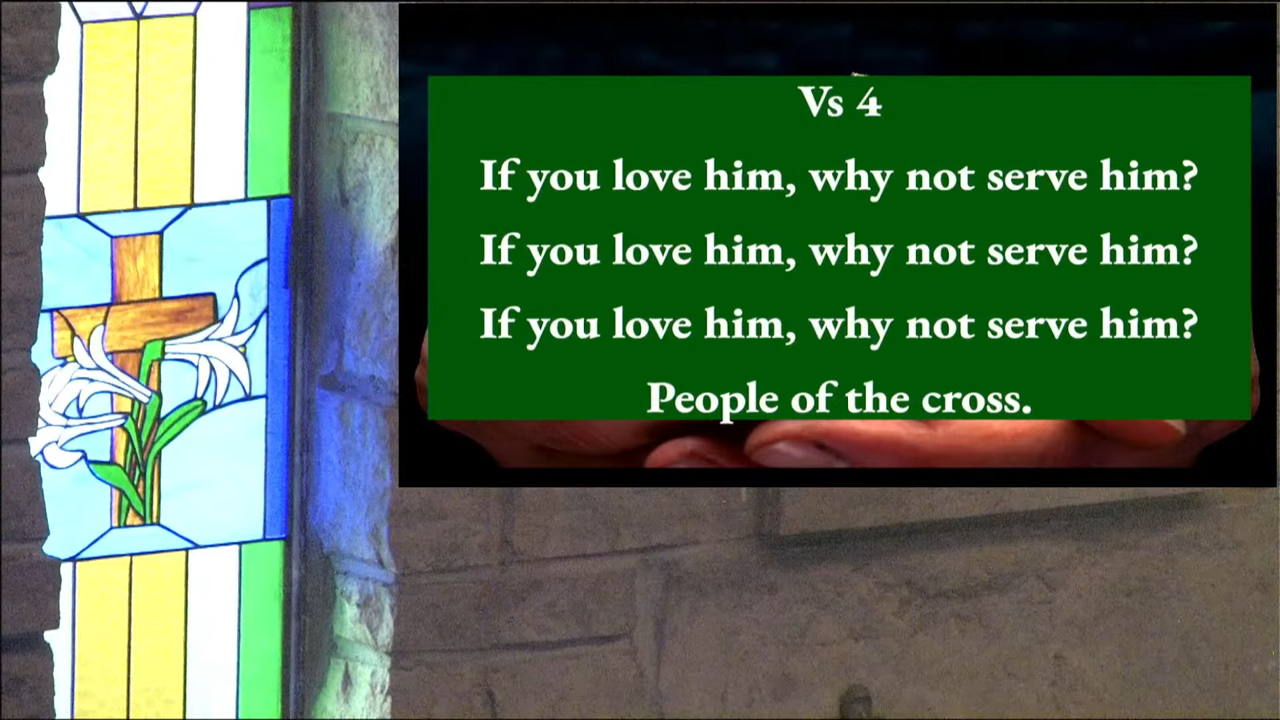 Vs 4
If you love him, why not serve him?
If you love him, why not serve him?
If you love him, why not serve him?
People of the cross.